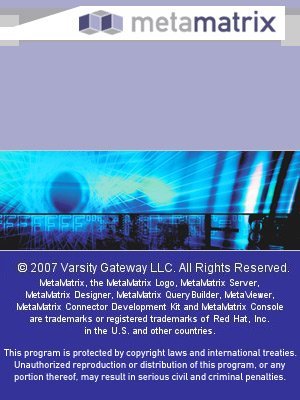 metamatrix
© 2007 Varsity Gateway LLC. All Rights Reserved.
MetaMatrix, the MetaMatrix Logo, MetaMatrix Server,
MetaMatrix Designer, MetaMatrix QueryBuilder, MetaViewer,
MetaMatrix Connector Development Kit and MetaMatrix Console
are trademarks or registered trademarks of Red Hat, Inc.
in the U.S. and other countries.
This program is protected by copyright laws and international treaties.
Unauthorized reproduction or distribution of this program, or any
portion thereof, may result in serious civil and criminal penalties.